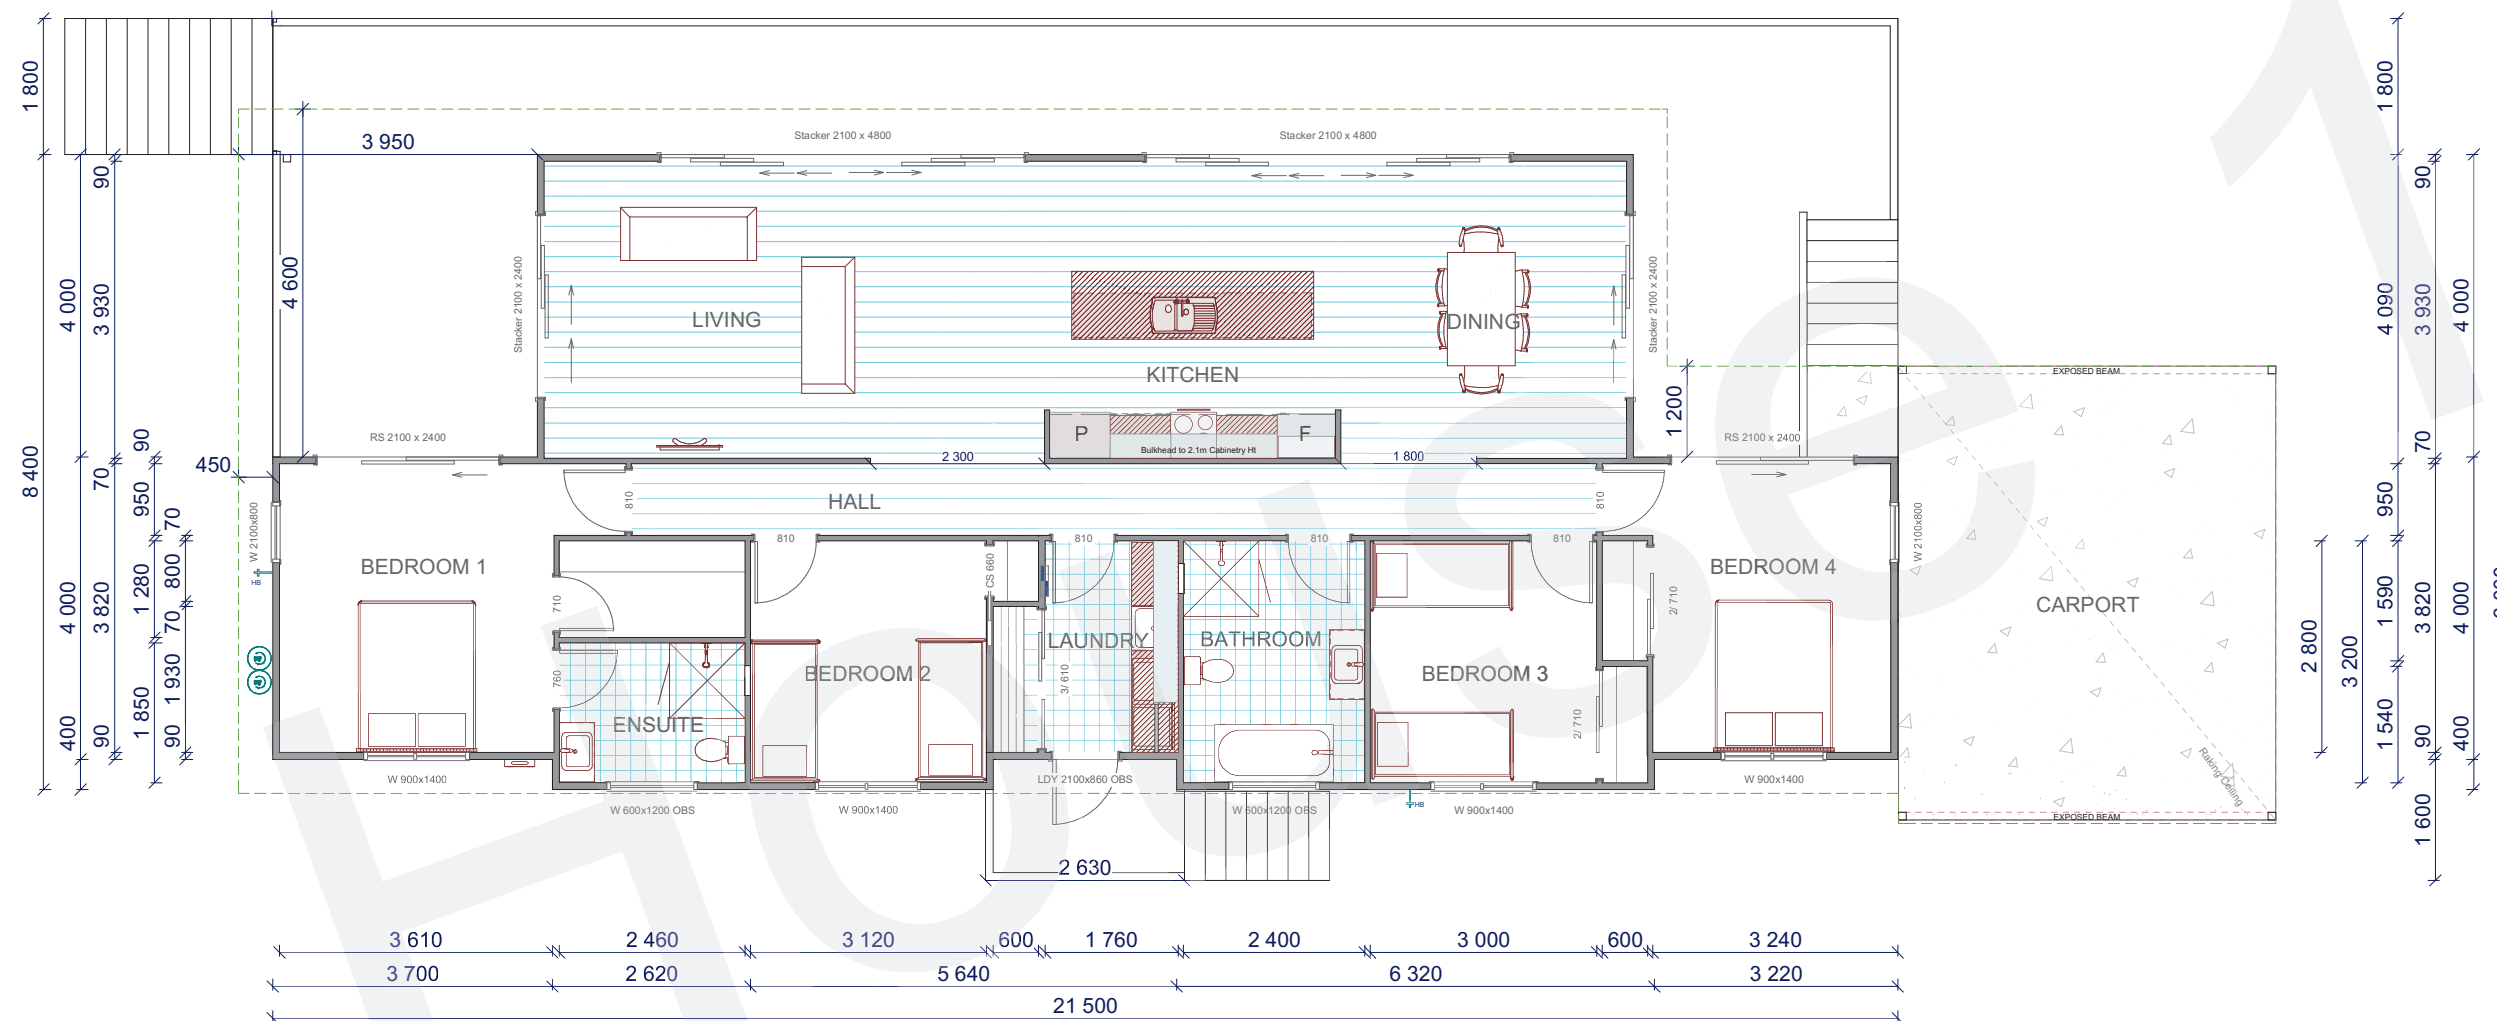 1 800
1 800
Stacker 2100 x 4800
Stacker 2100 x 4800
3 950
90
90
4 600
4 000
3 930
Stacker 2100 x 2400
Stacker 2100 x 2400
4 090
3 930
4 000
LIVING
DINING
KITCHEN
EXPOSED BEAM
1 200
P
F
Bulkhead to 2.1m Cabinetry Ht
RS 2100 x 2400
RS 2100 x 2400
90
70
70
450
2 300
1 800
8 400
950
70
810
HALL
810
950
W 2100x800
W 2100x800
810
810
810
810
HB
BEDROOM 1
CS 660
BEDROOM 4
4 000
3 820
1 280
800
70
710
2/ 710
CARPORT
1 590
3 820
4 000
2 800
3 200
LAUNDRY
BATHROOM
760
BEDROOM 2
3/ 610
BEDROOM 3
1 930
1 850
ENSUITE
2/ 710
400
90
90
1 540
90
400
Raking Ceiling
W 900x1400
LDY 2100x860 OBS
W 900x1400
W 600x1200 OBS
W 900x1400
W 600x1200 OBS
HB
W 900x1400
EXPOSED BEAM
1 600
2 630
3 610
2 460
3 120
600
1 760
2 400
3 000
600
3 240
3 700
2 620
5 640
6 320
3 220
21 500
House 1